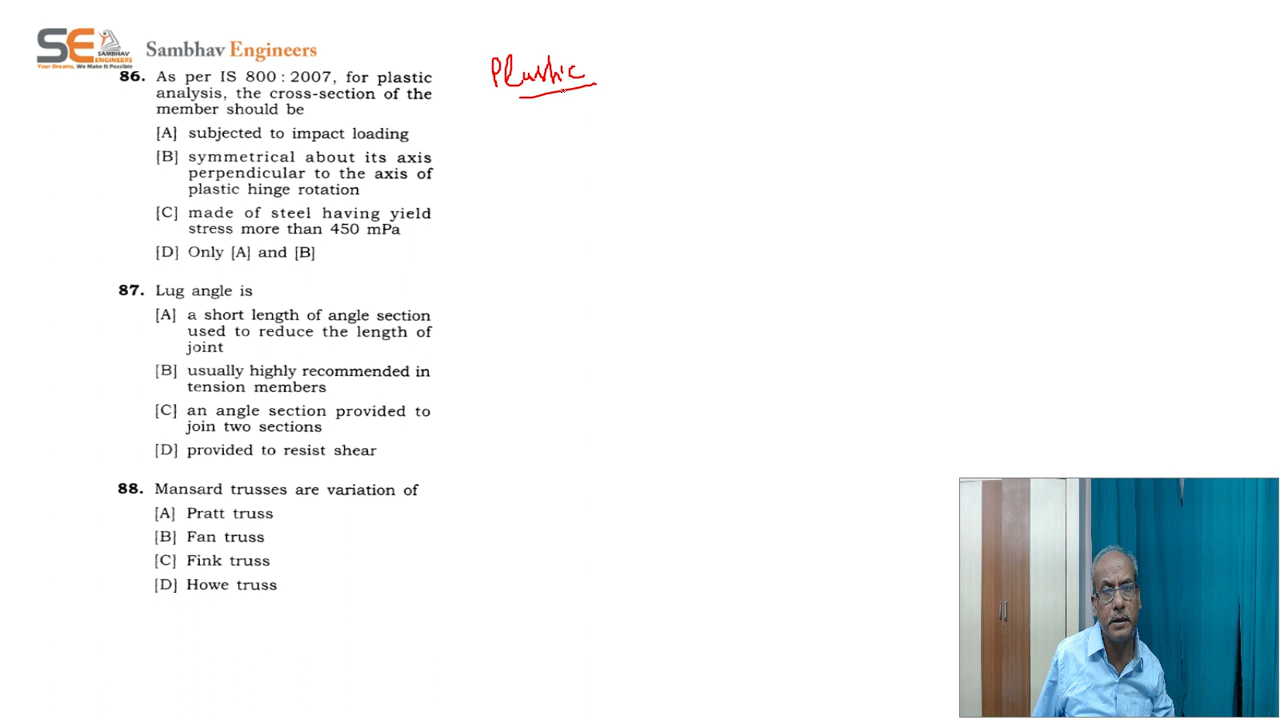 SE
SAMBHAV
ENGINEERS
Your Dreams, We Make It Possible
Sambhav Engineers
Plastic
86. As per IS 800 : 2007, for plastic
analysis, the cross-section of the
member should be
[A] subjected to impact loading
[B] symmetrical about its axis
perpendicular to the axis of
plastic hinge rotation
[C] made of steel having yield
stress more than 450 mPa
[D] Only [A] and [B]
87. Lug angle is
[A] a short length of angle section
used to reduce the length of
joint
[B] usually highly recommended in
tension members
[C] an angle section provided to
join two sections
[D] provided to resist shear
88. Mansard trusses are variation of
[A] Pratt truss
[B] Fan truss
[C] Fink truss
[D] Howe truss